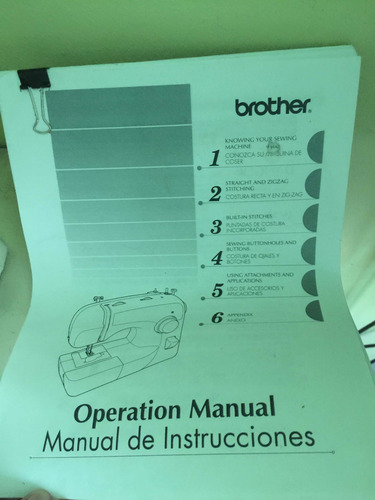 brother.
1
KNOWING YOUR SEWING
MACHINE
CONOZCA SU MÁQUINA DE
COSER
2
STRAIGHT AND ZIGZAG
STITCHING
COSTURA RECTA Y EN ZIG-ZAG
3
BUILT-IN STITCHES
PUNTADAS DE COSTURA
INCORPORADAS
4
SEWING BUTTONHOLES AND
BUTTONS
COSTURA DE OJALES Y
BOTONES
5
USING ATTACHMENTS AND
APPLICATIONS
USO DE ACCESORIOS Y
APLICACIONES
6
APPENDIX
ANEXOS
Operation Manual
Manual de Instrucciones